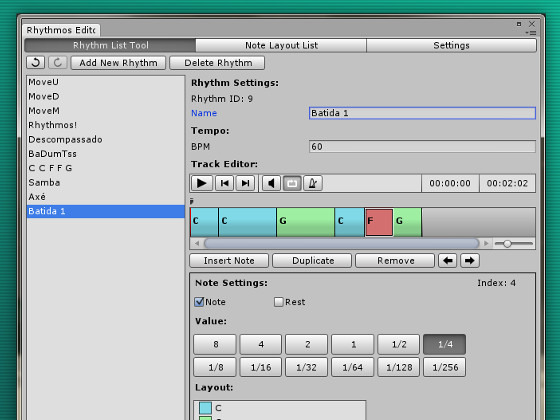 Rhythmos Edito
Rhythm List Tool
Note Layout List
Settings
Add New Rhythm
Delete Rhythm
MoveU
MoveD
MoveM
Rhythmos!
Descompassado
BaDumTss
C C F F G
Samba
Axé
Batida 1
Rhythm Settings:
Rhythm ID: 9
Name
Batida 1
Tempo:
BPM
60
Track Editor:
00:00:00
00:02:02
C C G C F G
Insert Note
Duplicate
Remove
Note Settings:
Index: 4
Note
Rest
Value:
8 4 2 1 1/2 1/4
1/8 1/16 1/32 1/64 1/128 1/256
Layout:
C